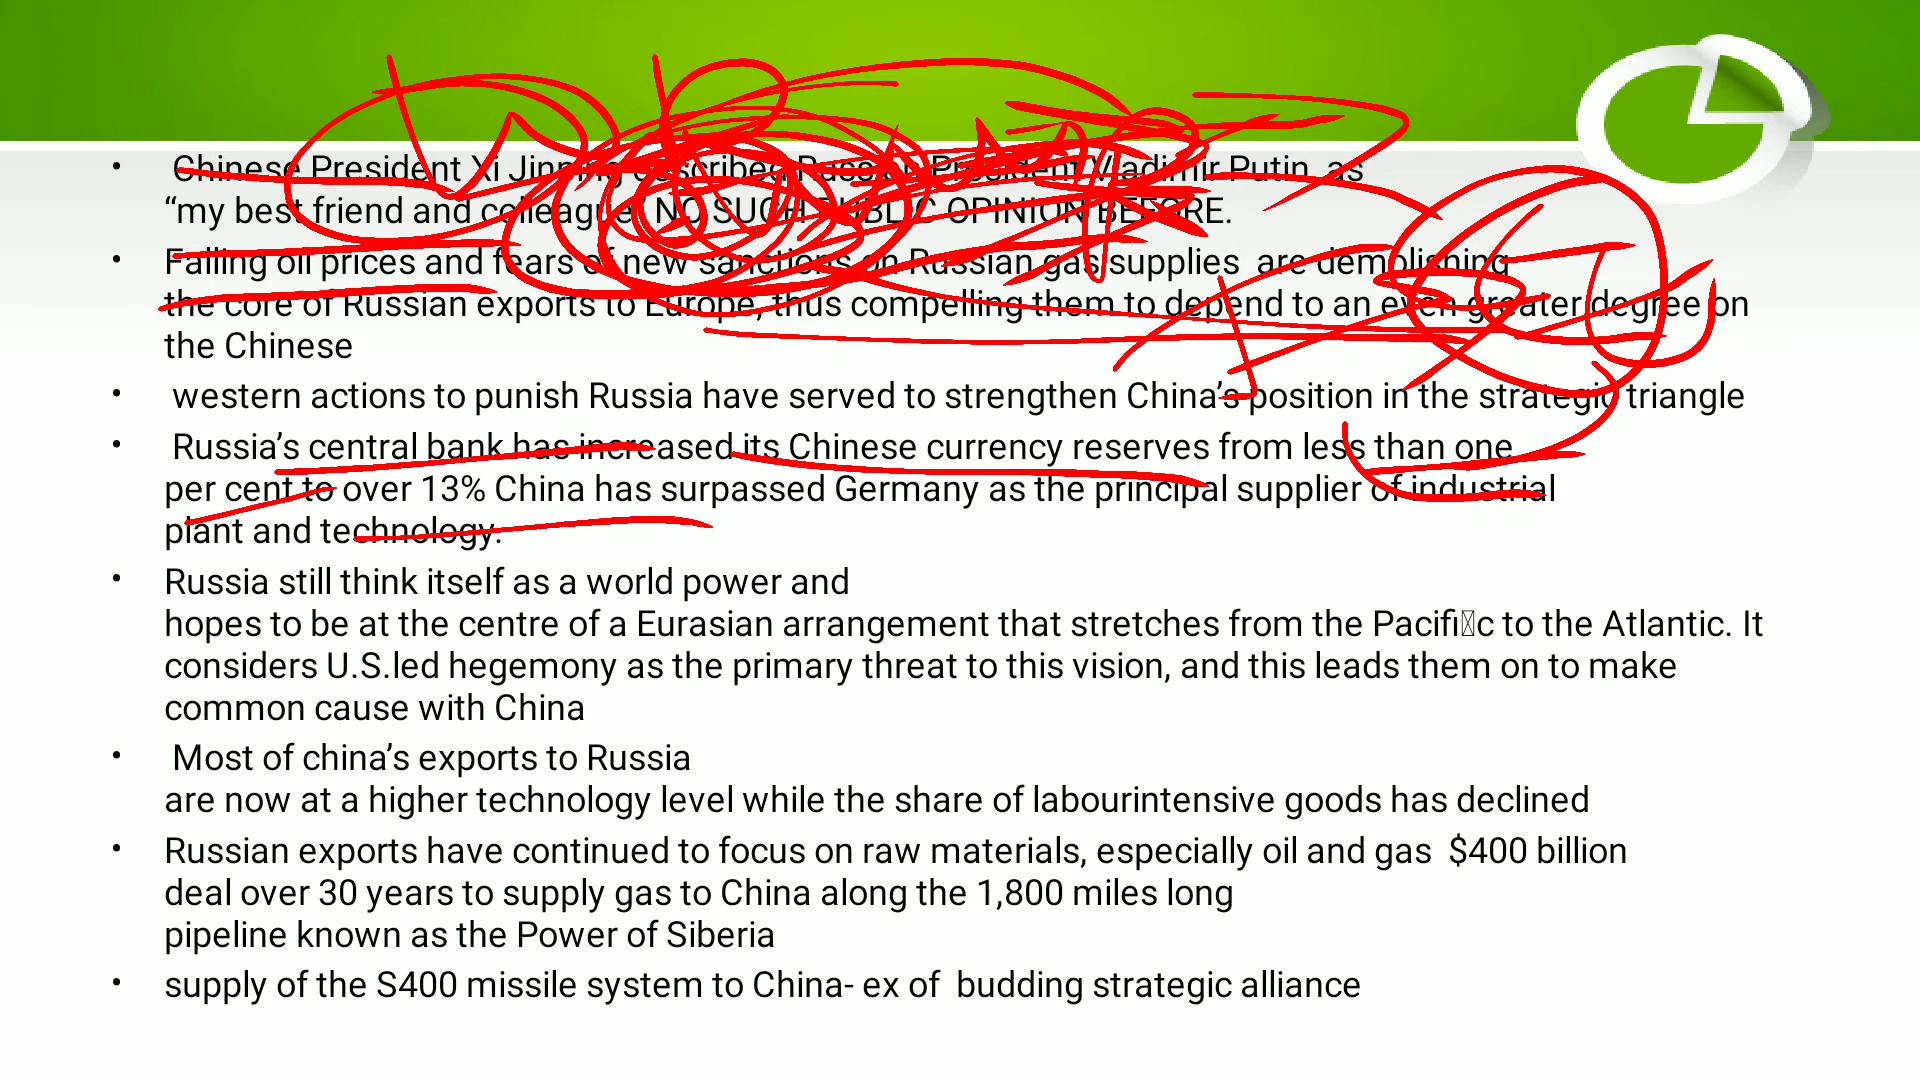 Chinese President Xi Jinping described Russian President Vladimir Putin as
“my best friend and colleague. NO SUCH PUBLIC OPINION BEFORE.
Falling oil prices and fears of new sanctions on Russian gas supplies are demolishing
the core of Russian exports to Europe, thus compelling them to depend to an even greater degree on
the Chinese
western actions to punish Russia have served to strengthen China’s position in the strategic triangle
Russia’s central bank has increased its Chinese currency reserves from less than one
per cent to over 13% China has surpassed Germany as the principal supplier of industrial
plant and technology.
Russia still think itself as a world power and
hopes to be at the centre of a Eurasian arrangement that stretches from the Pacific to the Atlantic. It
considers U.S.led hegemony as the primary threat to this vision, and this leads them on to make
common cause with China
Most of china’s exports to Russia
are now at a higher technology level while the share of labourintensive goods has declined
Russian exports have continued to focus on raw materials, especially oil and gas $400 billion
deal over 30 years to supply gas to China along the 1,800 miles long
pipeline known as the Power of Siberia
supply of the S400 missile system to China- ex of budding strategic alliance